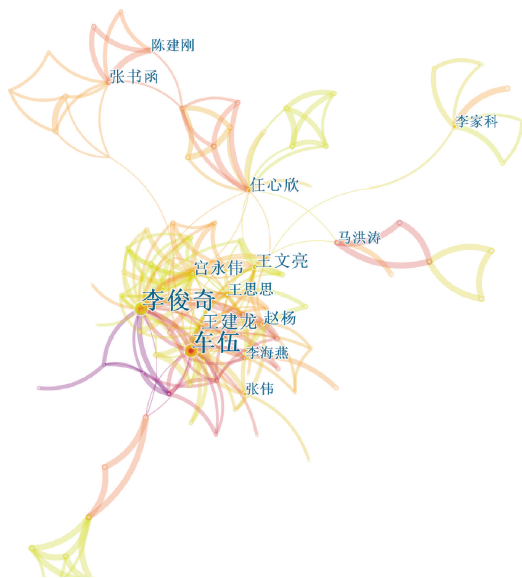 陈建刚
张书函
李家科
任心欣
马洪涛
王文亮
宫永伟
王思思
李俊奇
王建龙
赵杨
车伍
李海燕
张伟